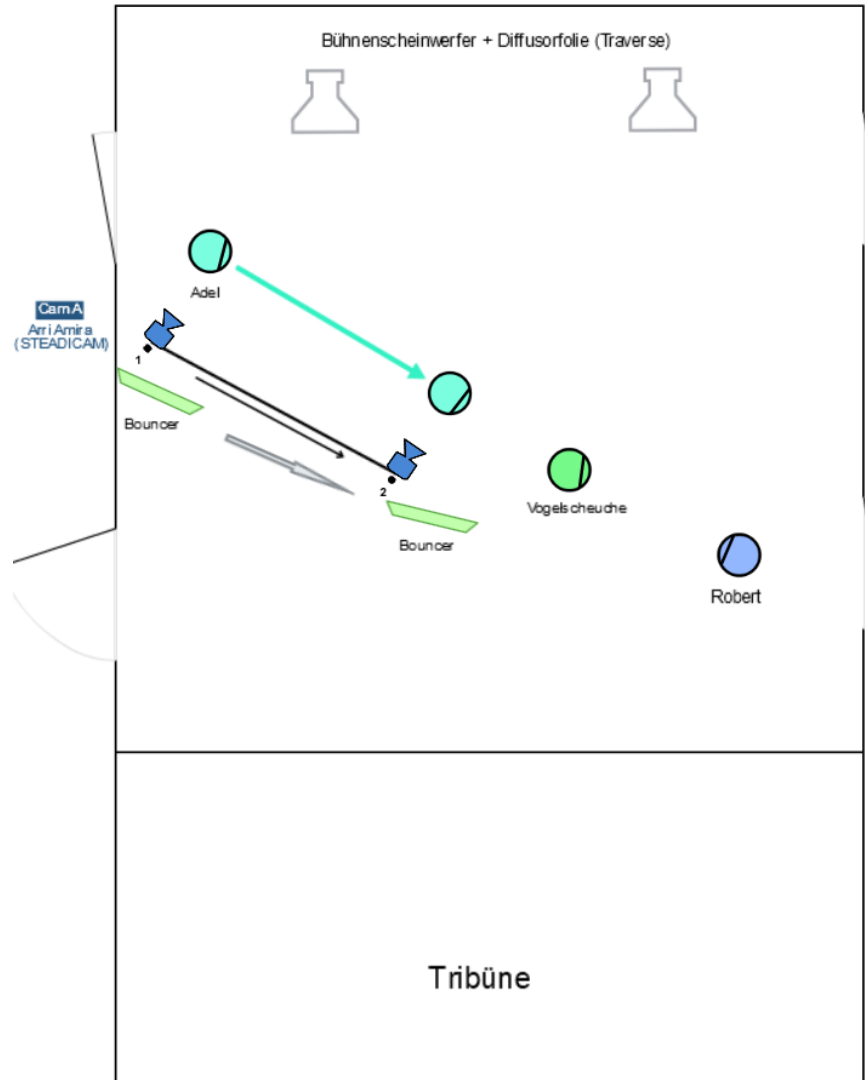 Bühnenscheinwerfer + Diffusorfolie (Traverse)
Adel
Cam A
Arri Amira
(STEADICAM)
1
Bouncer
2
Vogelscheuche
Bouncer
Robert
Tribüne